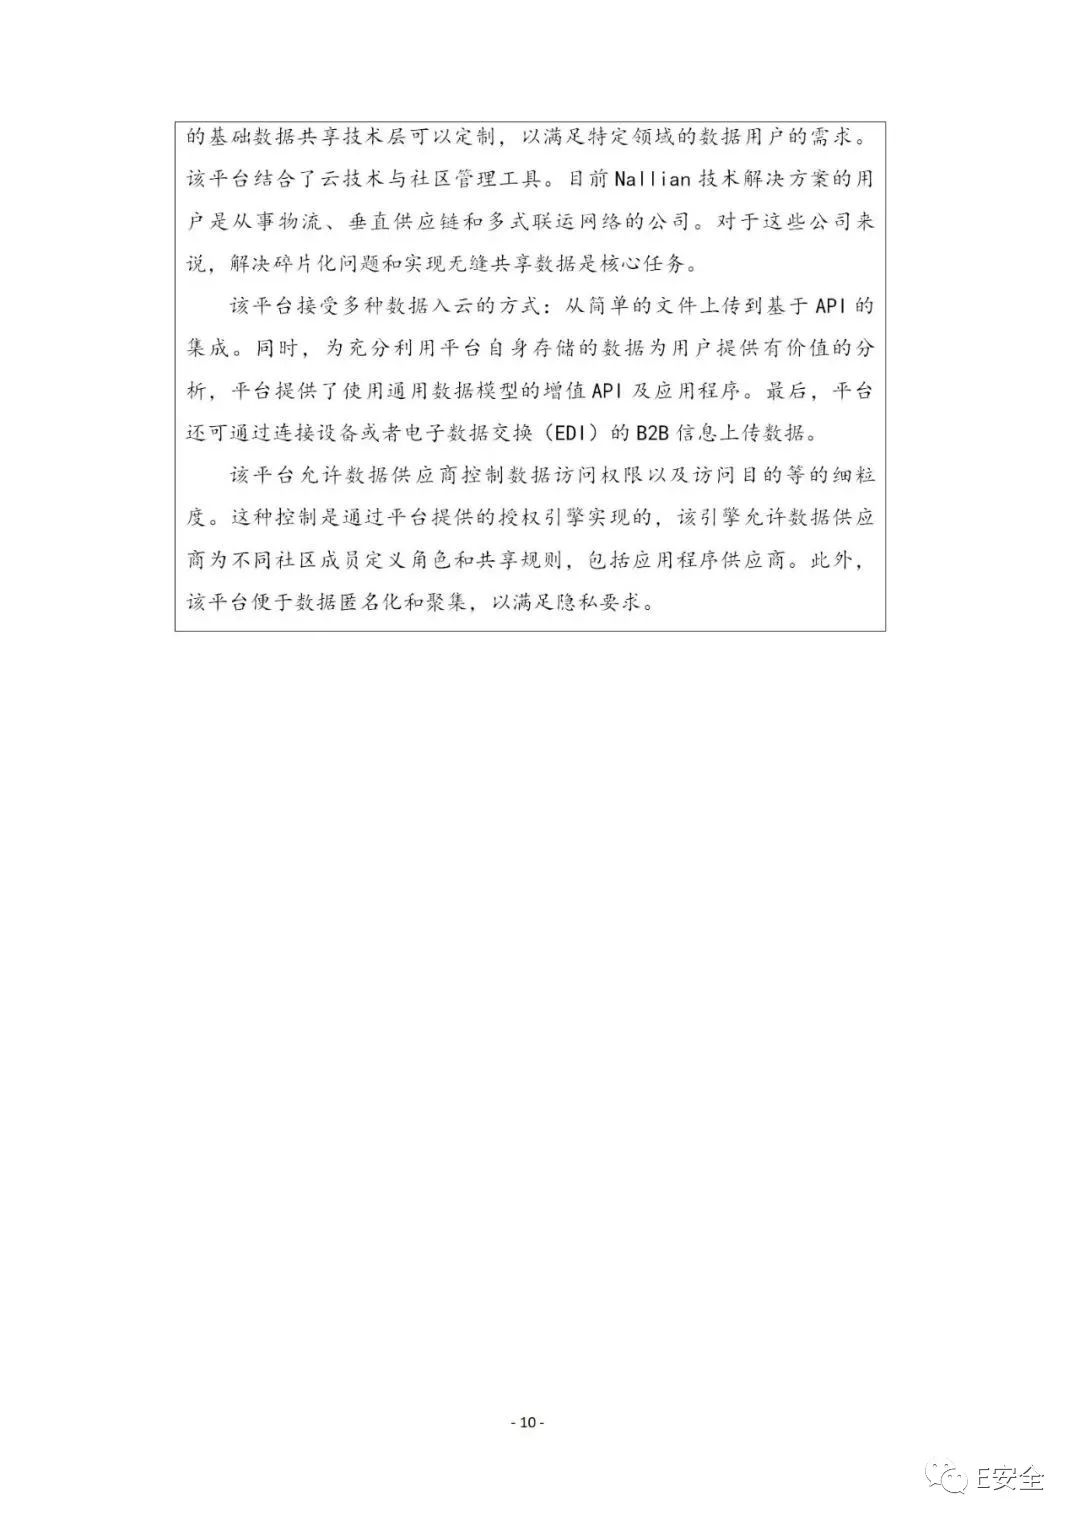 的基础数据共享技术层可以定制，以满足特定领域的数据用户的需求。
该平台结合了云技术与社区管理工具。目前 Nallian 技术解决方案的用
户是从事物流、垂直供应链和多式联运网络的公司。对于这些公司来
说，解决碎片化问题和实现无缝共享数据是核心任务。
该平台接受多种数据入云的方式：从简单的文件上传到基于 API 的
集成。同时，为充分利用平台自身存储的数据为用户提供有价值的分
析，平台提供了使用通用数据模型的增值 API 及应用程序。最后，平台
还可通过连接设备或者电子数据交换（EDI）的 B2B 信息上传数据。
该平台允许数据供应商控制数据访问权限以及访问目的等的细粒
度。这种控制是通过平台提供的授权引擎实现的，该引擎允许数据供应
商为不同社区成员定义角色和共享规则，包括应用程序供应商。此外，
该平台便于数据匿名化和聚集，以满足隐私要求。
- 10 -
E安全